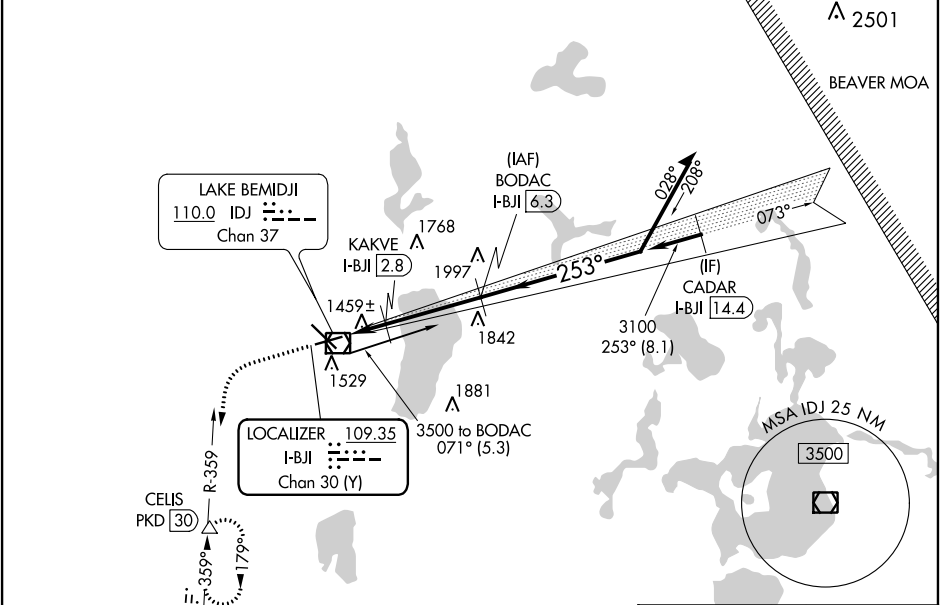 2501
BEAVER MOA
(IAF)
BODAC
I-BJI 6.3
LAKE BEMIDJI
110.0 IDJ
Chan 37
028°
208°
073°
1768
KAKVE
I-BJI 2.8
1997
253°
(IF)
CADAR
I-BJI 14.4
1459±
1842
3100
253° (8.1)
1529
1881
3500 to BODAC
071° (5.3)
MSA IDJ 25 NM
3500
LOCALIZER 109.35
I-BJI
Chan 30 (Y)
R-359
CELIS
PKD 30
359°
179°